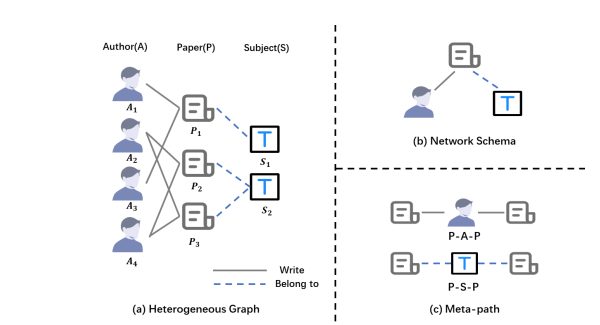 Author(A) Paper(P) Subject(S)
A1
P1
A2
S1
P2
A3
S2
P3
A4
Write
Belong to
(a) Heterogeneous Graph
T
T
T
(b) Network Schema
P-A-P
T
P-S-P
(c) Meta-path